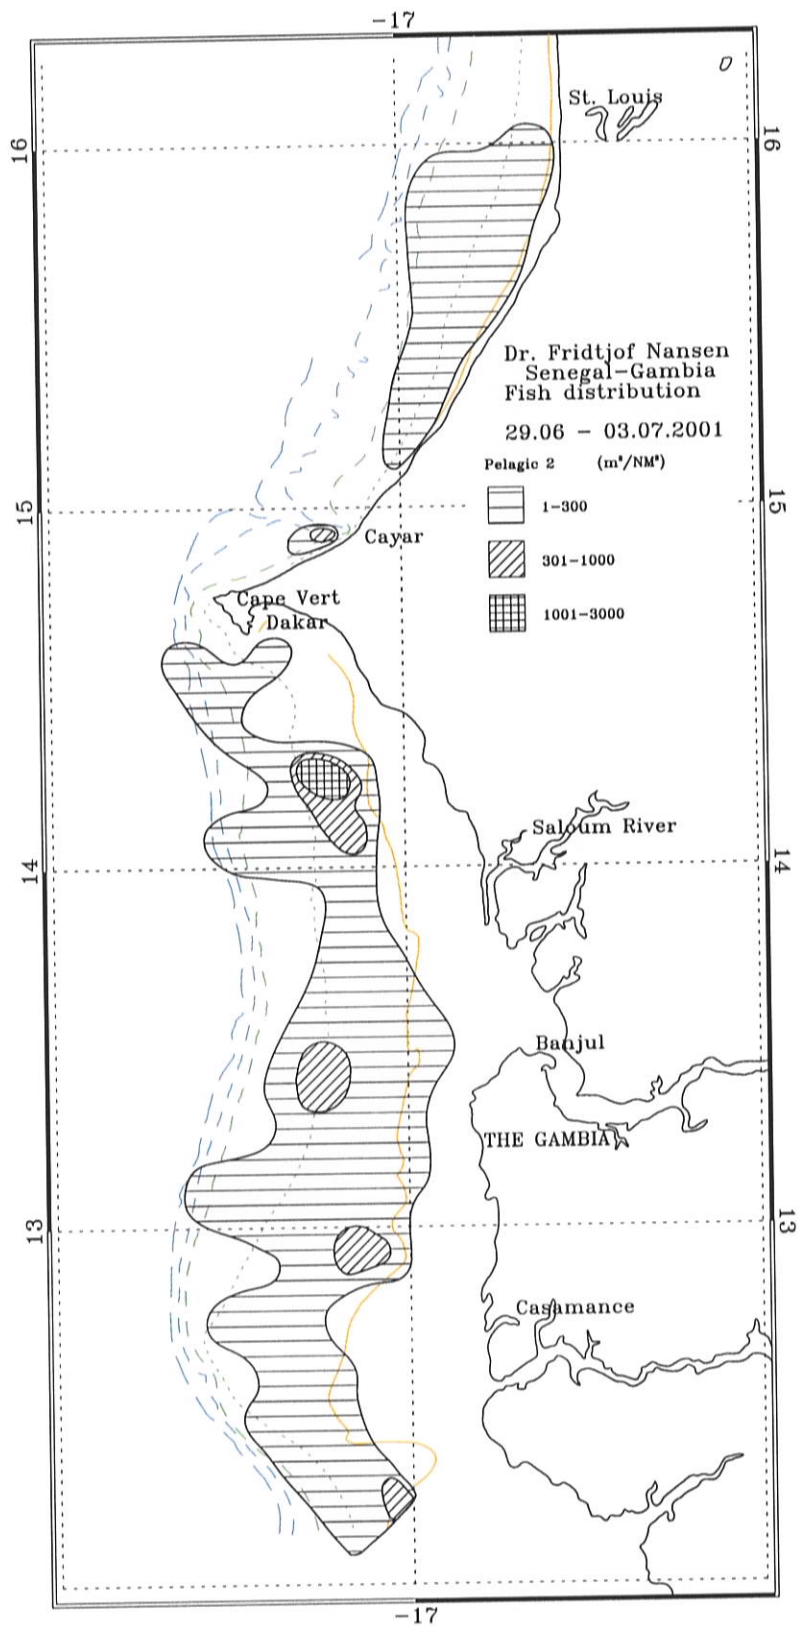 -17
St. Louis
16
16
Dr. Fridtjof Nansen
Senegal-Gambia
Fish distribution
29.06 - 03.07.2001
Pelagic 2 (m²/NM²)
1-300
15
15
Cayar
301-1000
Cape Vert
1001-3000
Dakar
Saloum River
14
14
Banjul
THE GAMBIA
13
13
Casamance
-17